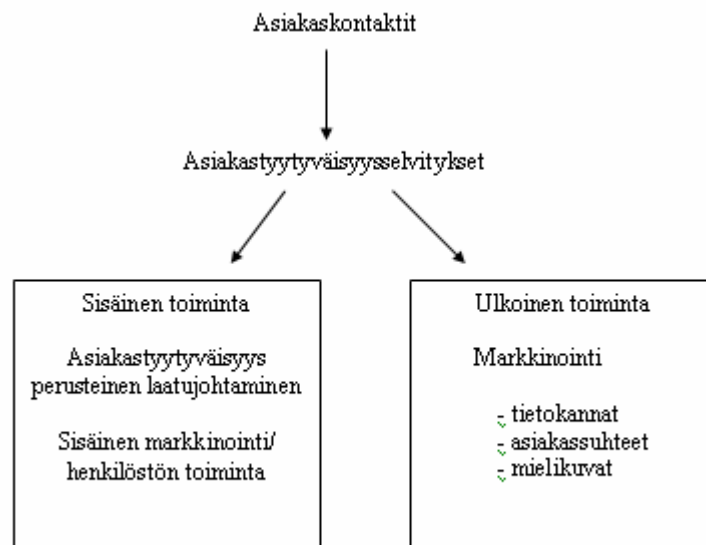 Asiakaskontaktit
Asiakastyytyväisyysselvitykset
Sisäinen toiminta
Asiakastyytyväisyys
perusteinen laatujohtaminen
Sisäinen markkinointi/
henkilöstön toiminta
Ulkoinen toiminta
Markkinointi
- tietokannat
- asiakassuhteet
- mielikuvat